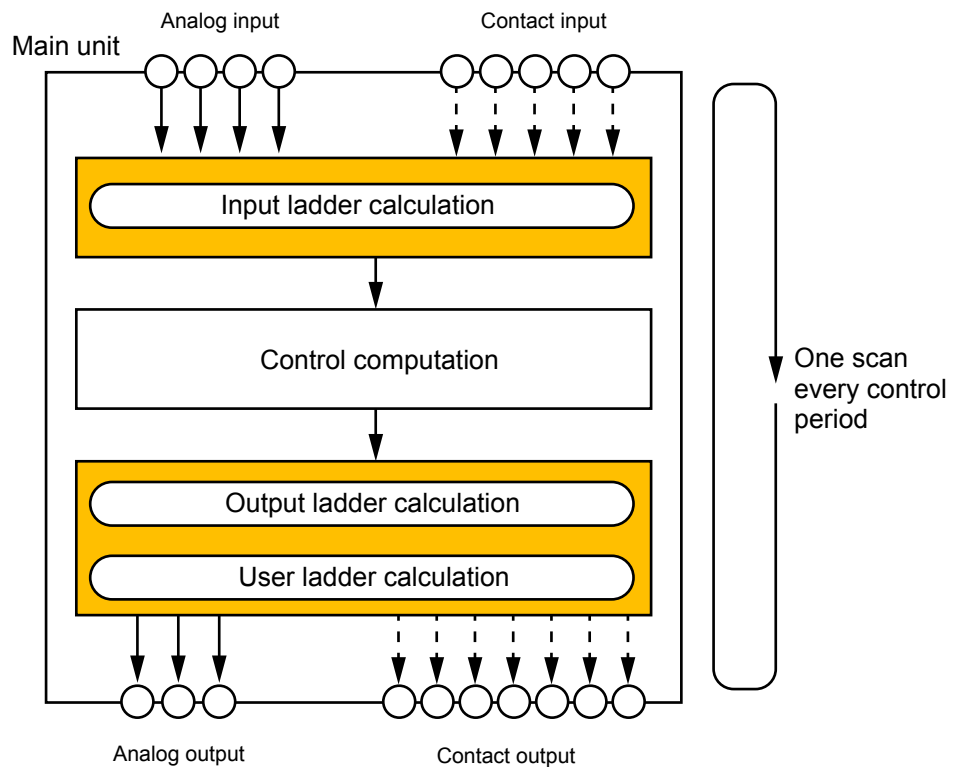 Analog input
Contact input
Main unit
Input ladder calculation
Control computation
One scan
every control
period
Output ladder calculation
User ladder calculation
Analog output
Contact output